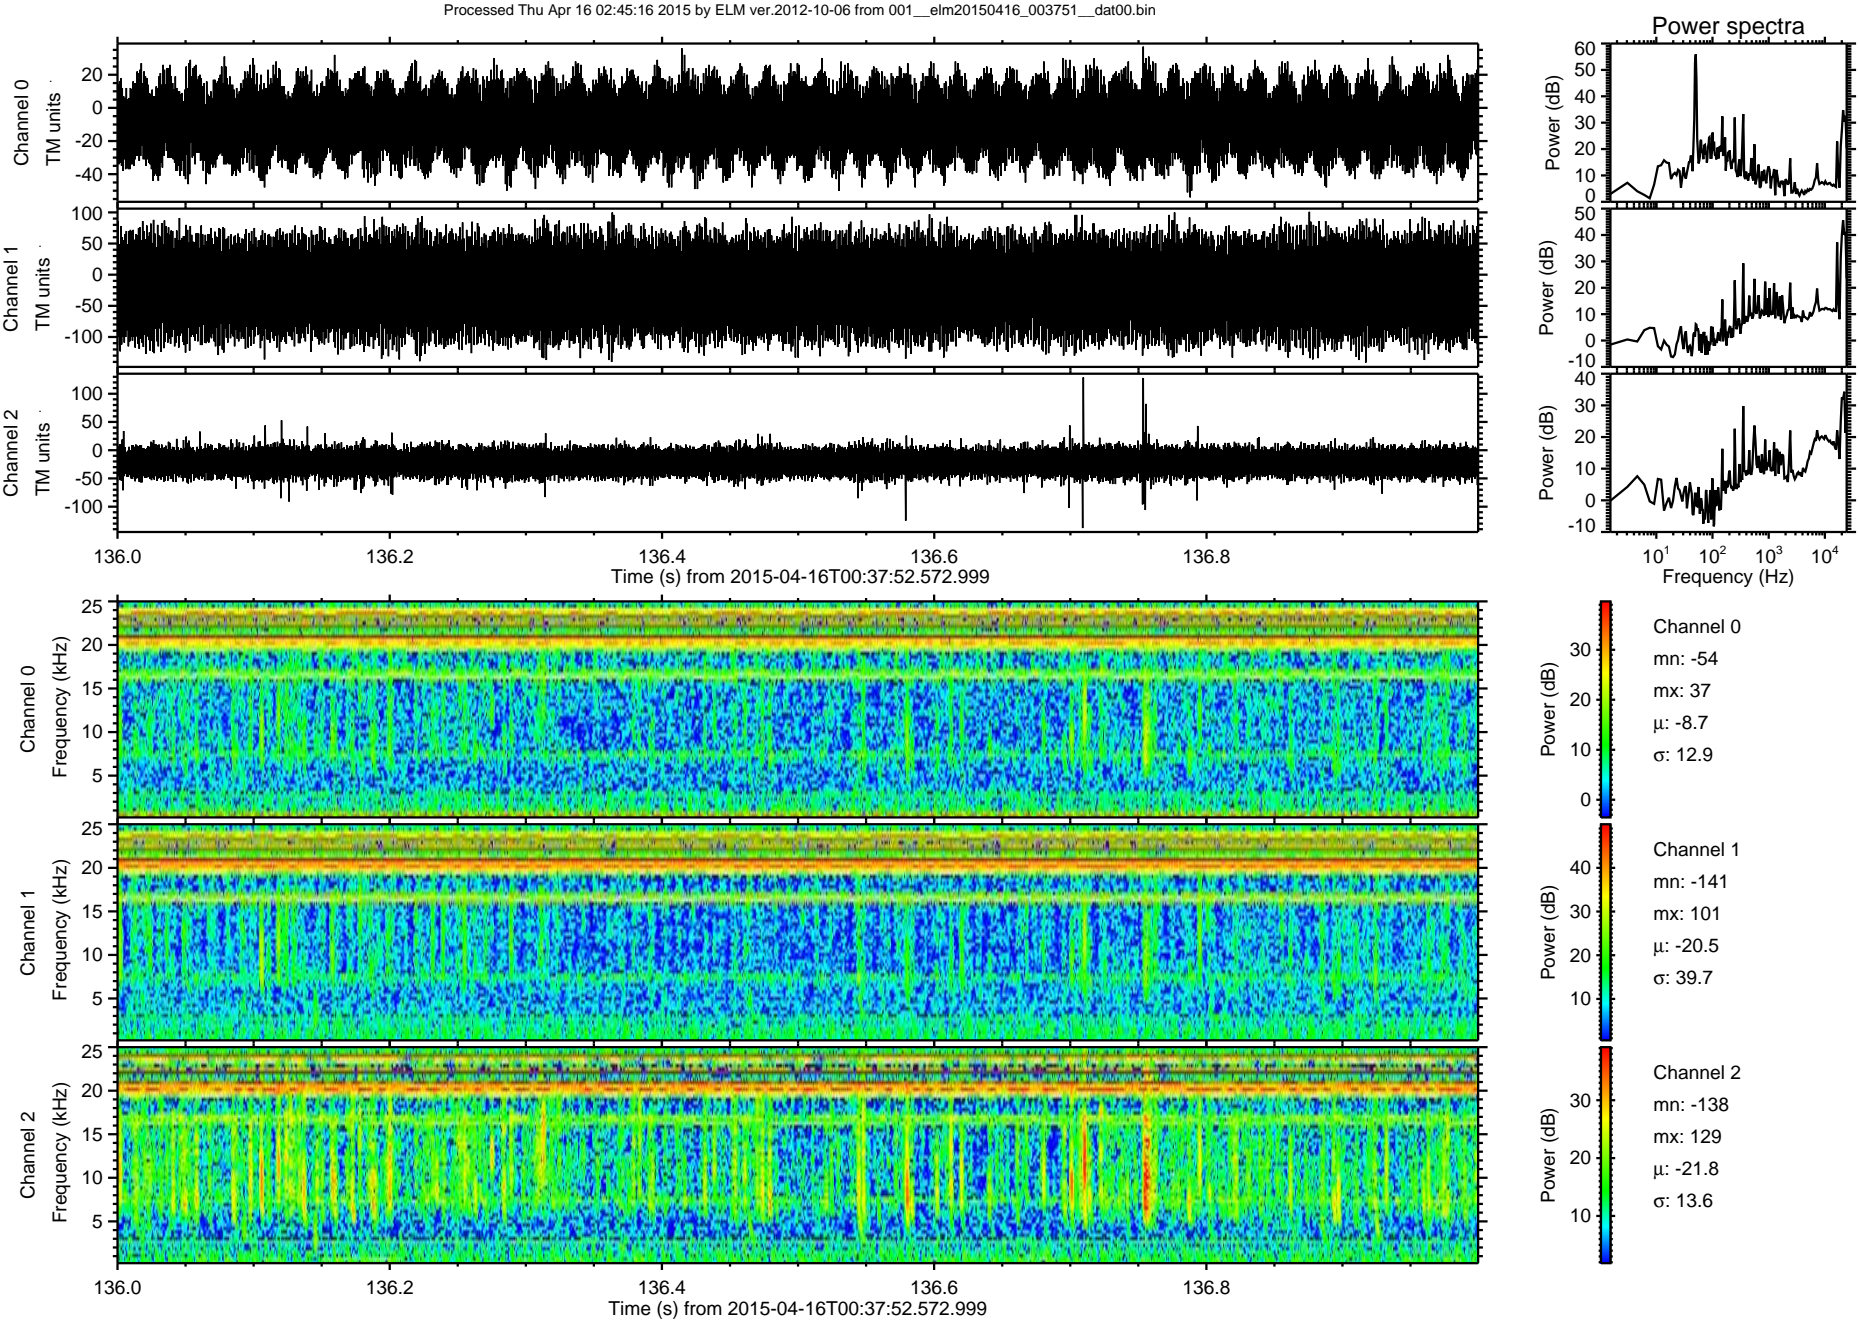 Processed Thu Apr 16 02:45:16 2015 by ELM ver.2012-10-06 from 001__elm20150416_003751__dat00.bin
Power spectra
Channel 0
TM units
20
0
-20
-40
Power (dB)
60
50
40
30
20
10
0
Channel 1
TM units
100
50
0
-50
-100
Power (dB)
50
40
30
20
10
0
-10
Channel 2
TM units
100
50
0
-50
-100
Power (dB)
40
30
20
10
0
-10
136.0 136.2 136.4 136.6 136.8
Time (s) from 2015-04-16T00:37:52.572.999
10^1 10^2 10^3 10^4
Frequency (Hz)
Channel 0
Frequency (kHz)
25
20
15
10
5
Power (dB)
30
20
10
0
Channel 0
mn: -54
mx: 37
μ: -8.7
σ: 12.9
Channel 1
Frequency (kHz)
25
20
15
10
5
Power (dB)
40
30
20
10
Channel 1
mn: -141
mx: 101
μ: -20.5
σ: 39.7
Channel 2
Frequency (kHz)
25
20
15
10
5
Power (dB)
30
20
10
Channel 2
mn: -138
mx: 129
μ: -21.8
σ: 13.6
136.0 136.2 136.4 136.6 136.8
Time (s) from 2015-04-16T00:37:52.572.999